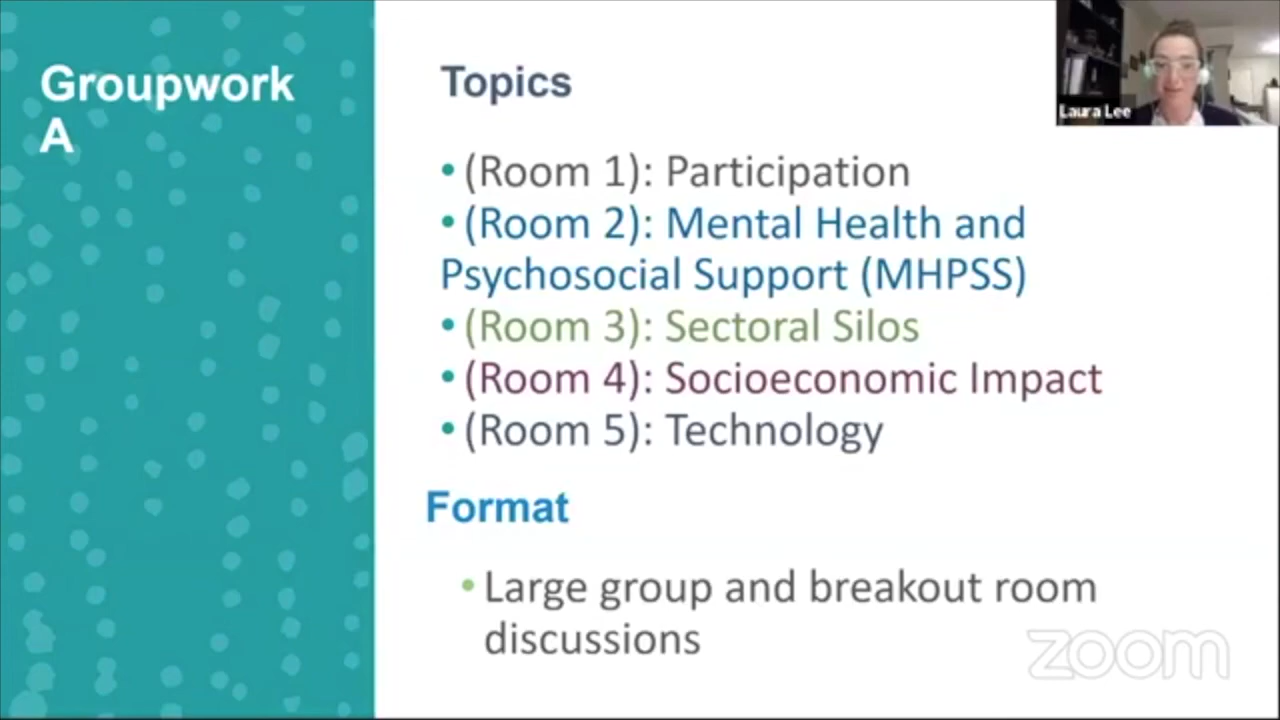 Groupwork
A
Topics
Laura Lee
• (Room 1): Participation
• (Room 2): Mental Health and
Psychosocial Support (MHPSS)
• (Room 3): Sectoral Silos
• (Room 4): Socioeconomic Impact
• (Room 5): Technology
Format
• Large group and breakout room
discussions
zoom